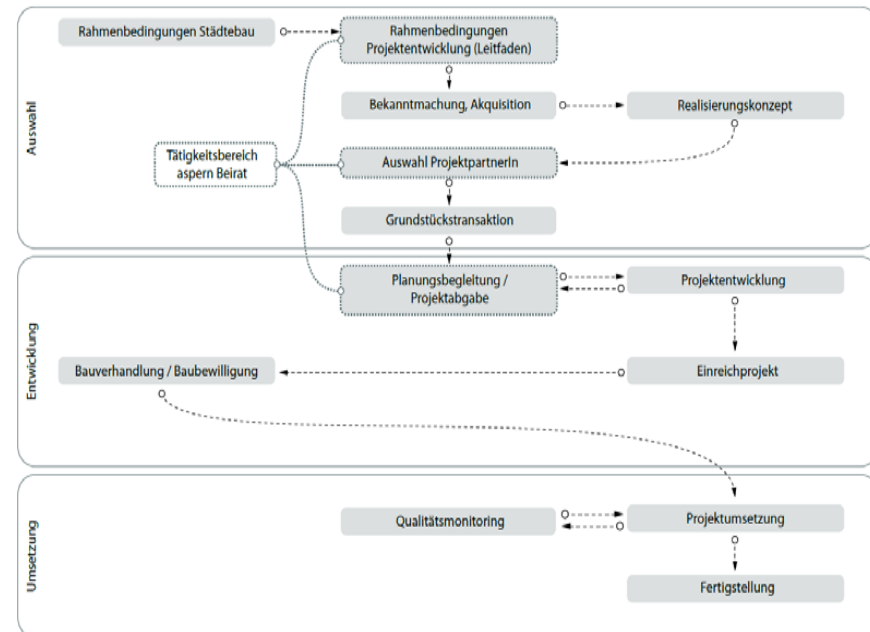 Auswahl
Rahmenbedingungen Städtebau
Rahmenbedingungen
Projektentwicklung (Leitfaden)
Bekanntmachung, Akquisition
Realisierungskonzept
Tätigkeitsbereich
aspern Beirat
Auswahl ProjektpartnerIn
Grundstückstransaktion
Entwicklung
Planungsbegleitung /
Projektabgabe
Projektentwicklung
Bauverhandlung / Baubewilligung
Einreichprojekt
Umsetzung
Qualitätsmonitoring
Projektumsetzung
Fertigstellung